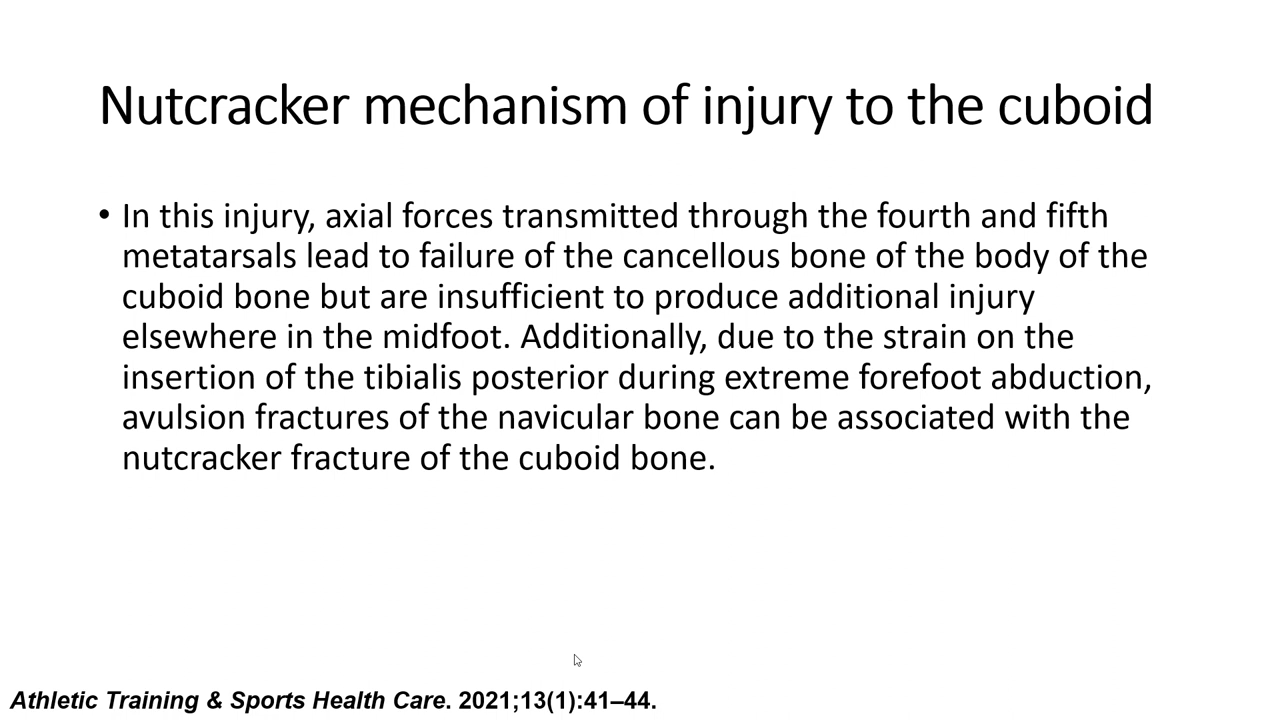 Nutcracker mechanism of injury to the cuboid
• In this injury, axial forces transmitted through the fourth and fifth
metatarsals lead to failure of the cancellous bone of the body of the
cuboid bone but are insufficient to produce additional injury
elsewhere in the midfoot. Additionally, due to the strain on the
insertion of the tibialis posterior during extreme forefoot abduction,
avulsion fractures of the navicular bone can be associated with the
nutcracker fracture of the cuboid bone.
Athletic Training & Sports Health Care. 2021;13(1):41–44.